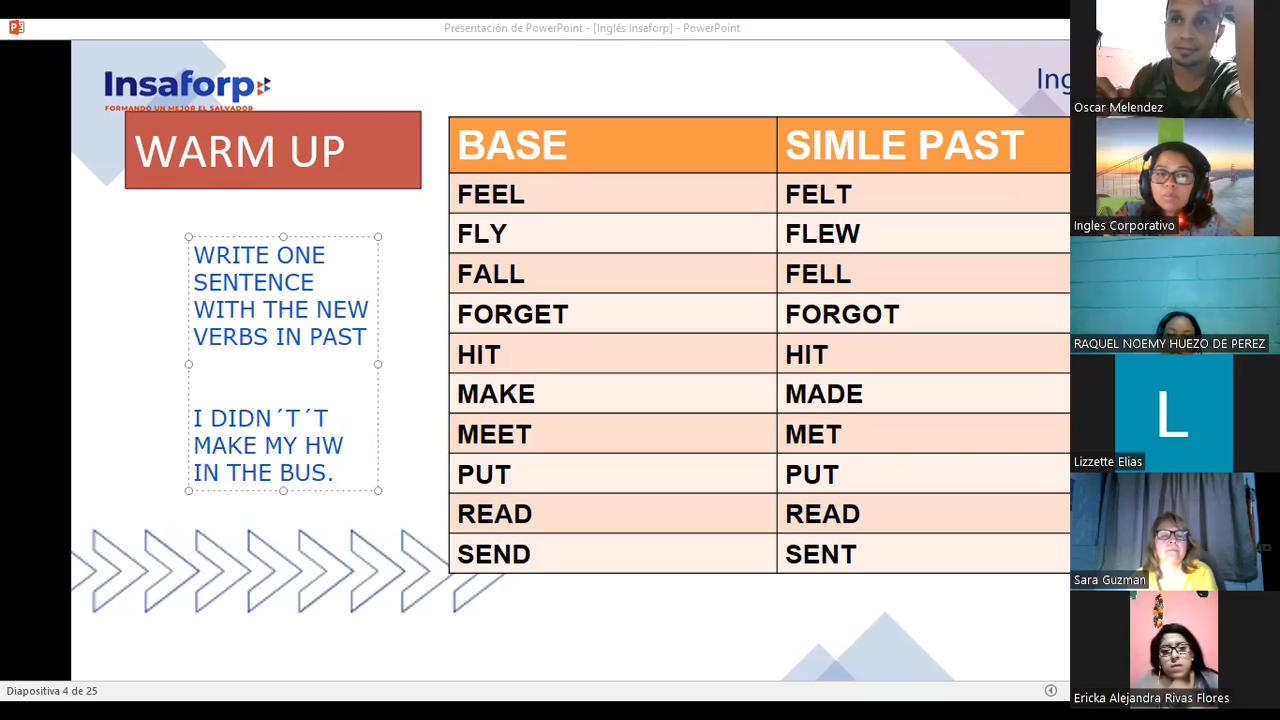 Presentación de PowerPoint - [Inglés Insaforp] - PowerPoint
Insaforp
FORMANDO UN MEJOR EL SALVADOR
Ing
WARM UP
WRITE ONE
SENTENCE
WITH THE NEW
VERBS IN PAST
I DIDN´T´T
MAKE MY HW
IN THE BUS.
BASE SIMLE PAST
FEEL FELT
FLY FLEW
FALL FELL
FORGET FORGOT
HIT HIT
MAKE MADE
MEET MET
PUT PUT
READ READ
SEND SENT
Diapositiva 4 de 25
Oscar Melendez
Ingles Corporativo
RAQUEL NOEMY HUEZO DE PEREZ
L
Lizzette Elias
Sara Guzman
Ericka Alejandra Rivas Flores